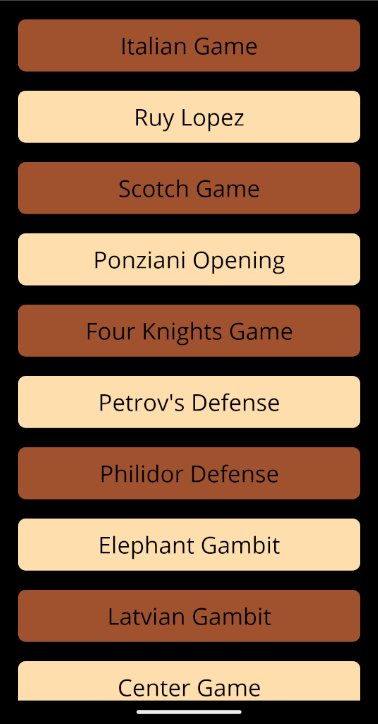 Italian Game
Ruy Lopez
Scotch Game
Ponziani Opening
Four Knights Game
Petrov's Defense
Philidor Defense
Elephant Gambit
Latvian Gambit
Center Game